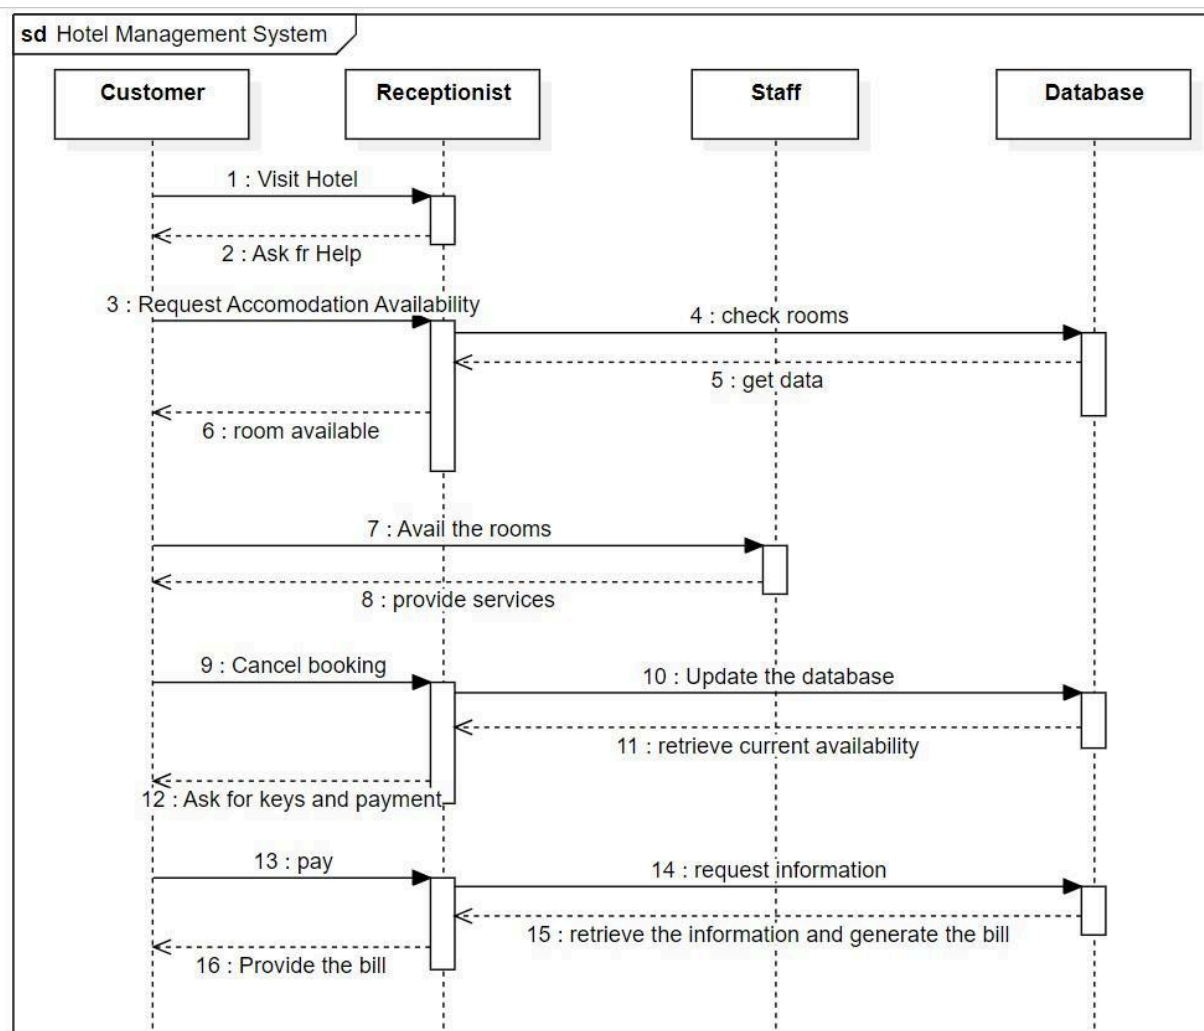 sd Hotel Management System
Customer
Receptionist
Staff
Database
1 : Visit Hotel
2 : Ask fr Help
3 : Request Accomodation Availability
4 : check rooms
5 : get data
6 : room available
7 : Avail the rooms
8 : provide services
9 : Cancel booking
10 : Update the database
11 : retrieve current availability
12 : Ask for keys and payment
13 : pay
14 : request information
15 : retrieve the information and generate the bill
16 : Provide the bill